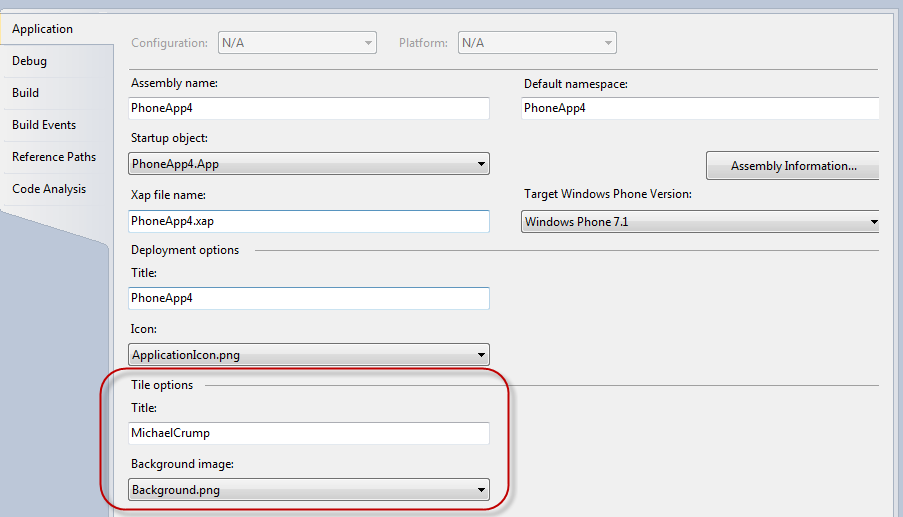 Application
Debug
Build
Build Events
Reference Paths
Code Analysis
Configuration: N/A Platform: N/A
Assembly name: Default namespace:
PhoneApp4 PhoneApp4
Startup object:
PhoneApp4.App Assembly Information...
Xap file name: Target Windows Phone Version:
PhoneApp4.xap Windows Phone 7.1
Deployment options
Title:
PhoneApp4
Icon:
ApplicationIcon.png
Tile options
Title:
MichaelCrump
Background image:
Background.png